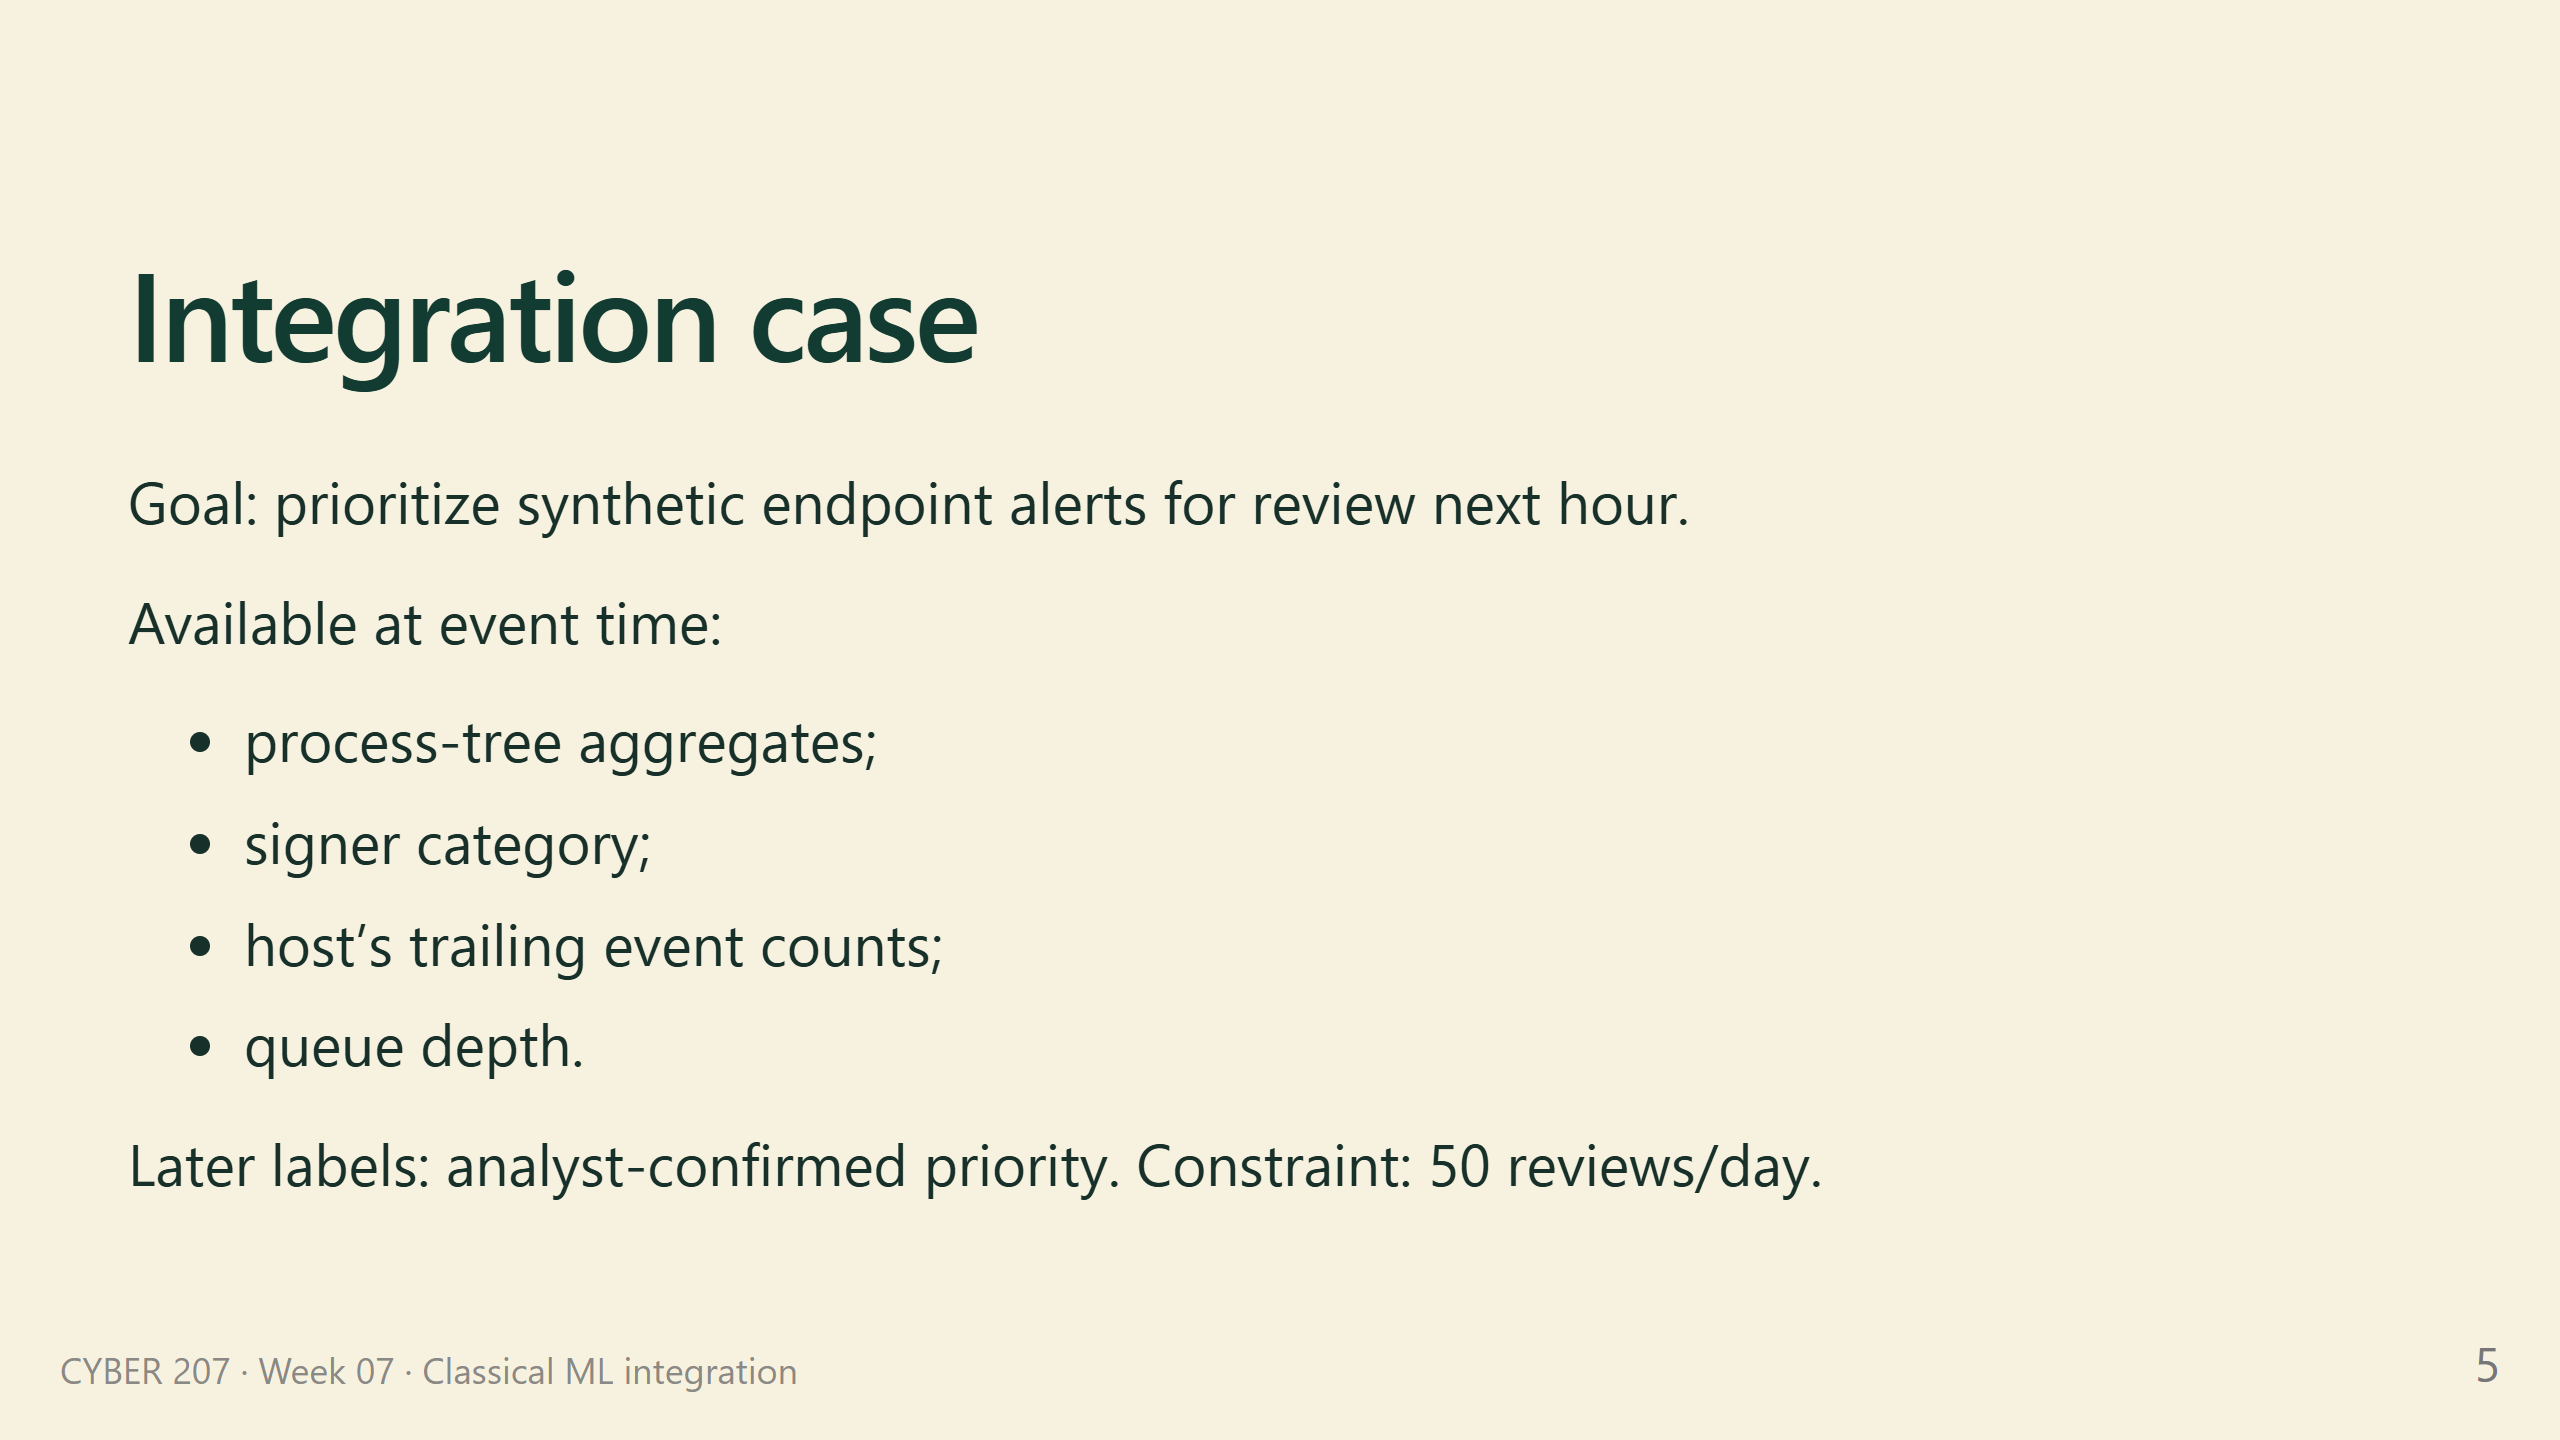 Integration case
Goal: prioritize synthetic endpoint alerts for review next hour.
Available at event time:
• process-tree aggregates;
• signer category;
• host’s trailing event counts;
• queue depth.
Later labels: analyst-confirmed priority. Constraint: 50 reviews/day.
CYBER 207 · Week 07 · Classical ML integration
5